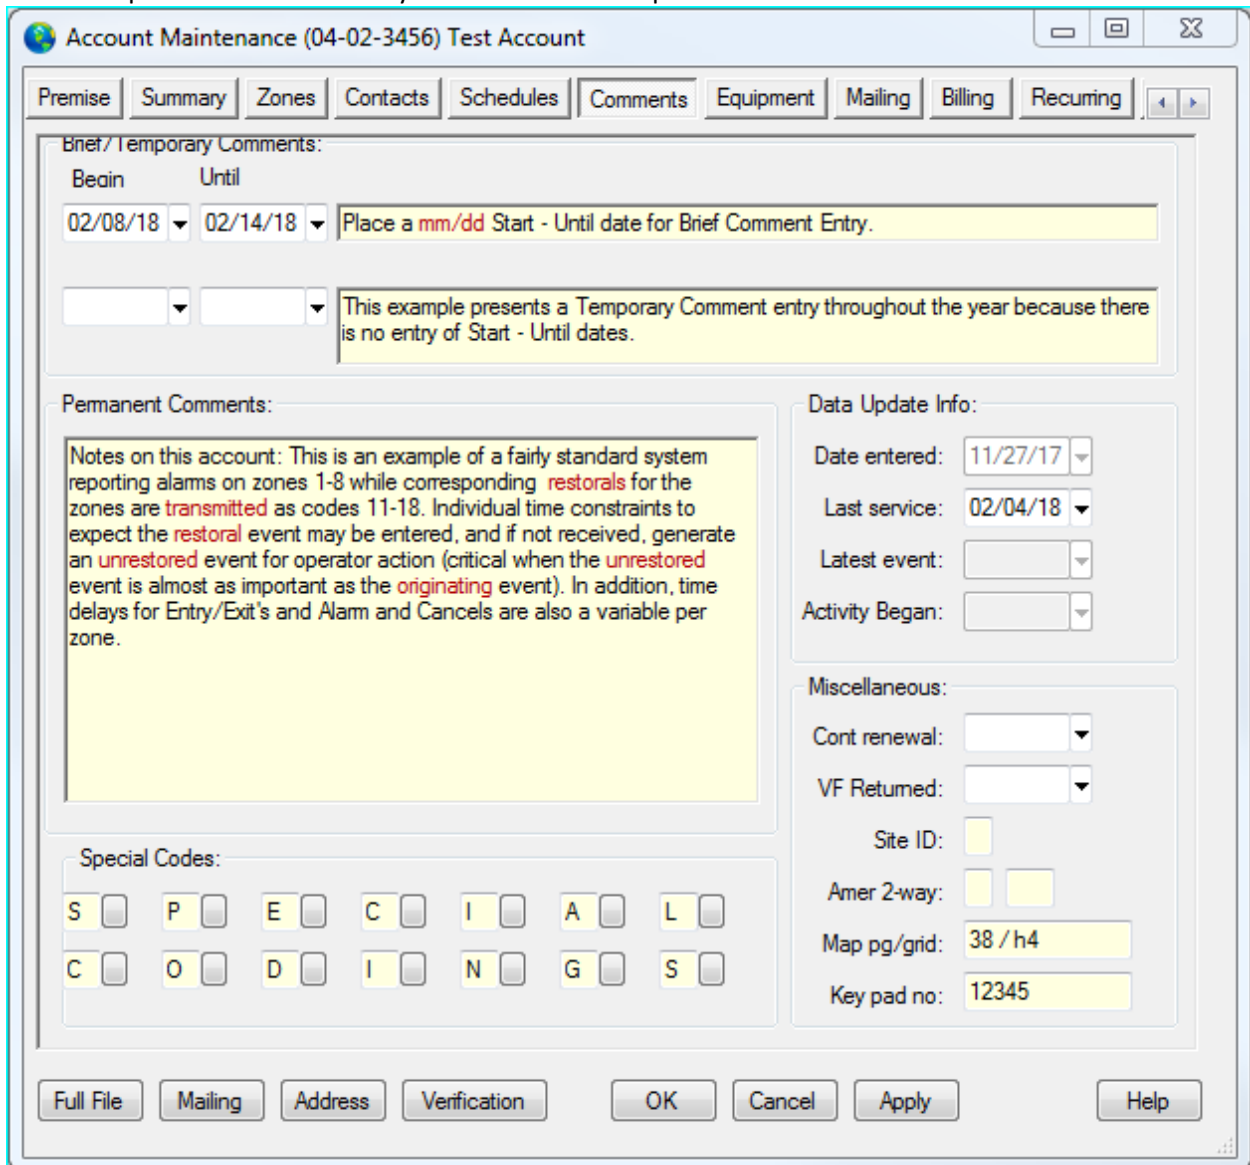 Account Maintenance (04-02-3456) Test Account
Premise Summary Zones Contacts Schedules Comments Equipment Mailing Billing Recurring
Brief/Temporary Comments:
Begin Until
02/08/18 02/14/18 Place a mm/dd Start - Until date for Brief Comment Entry.
This example presents a Temporary Comment entry throughout the year because there
is no entry of Start - Until dates.
Permanent Comments:
Notes on this account: This is an example of a fairly standard system
reporting alarms on zones 1-8 while corresponding restorals for the
zones are transmitted as codes 11-18. Individual time constraints to
expect the restoral event may be entered, and if not received, generate
an unrestored event for operator action (critical when the unrestored
event is almost as important as the originating event). In addition, time
delays for Entry/Exit's and Alarm and Cancels are also a variable per
zone.
Data Update Info:
Date entered: 11/27/17
Last service: 02/04/18
Latest event:
Activity Began:
Miscellaneous:
Cont renewal:
VF Returned:
Site ID:
Amer 2-way:
Map pg/grid: 38 / h4
Key pad no: 12345
Special Codes:
S P E C I A L
C O D I N G S
Full File Mailing Address Verification OK Cancel Apply Help